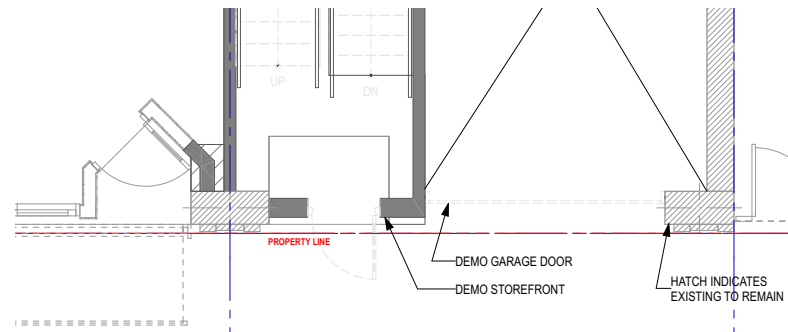 UP
DN
PROPERTY LINE
DEMO GARAGE DOOR
DEMO STOREFRONT
HATCH INDICATES
EXISTING TO REMAIN